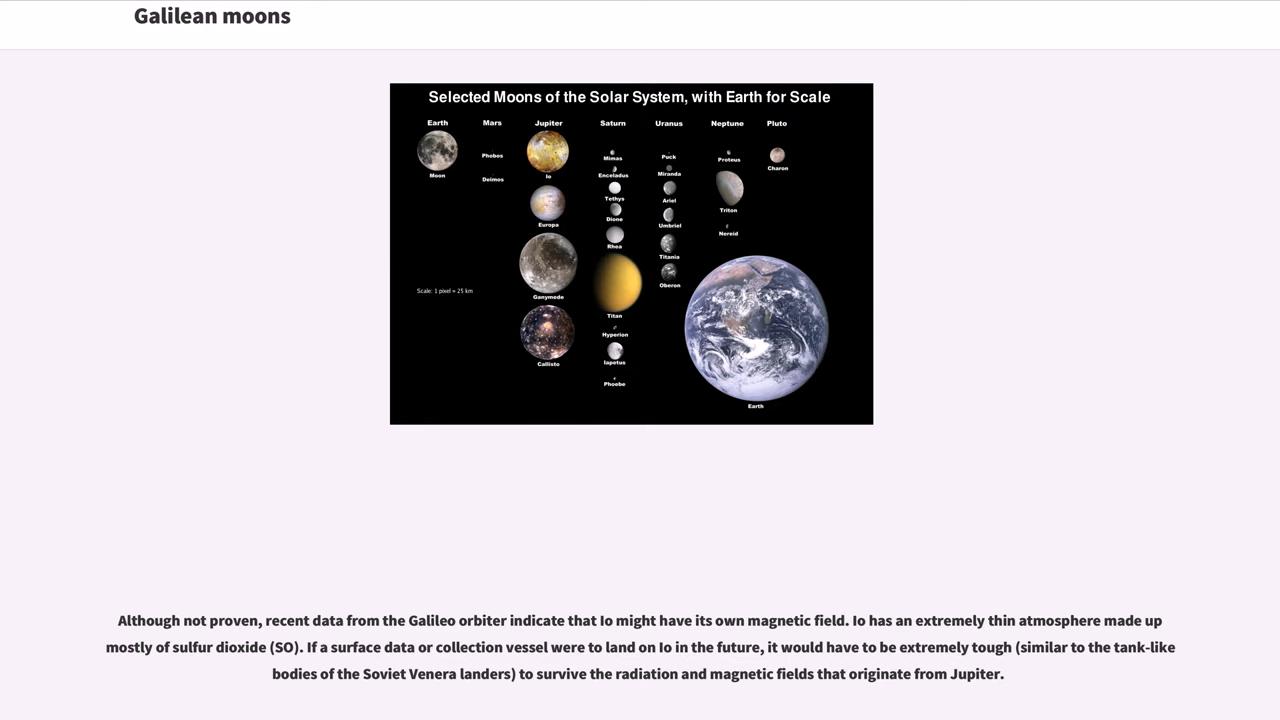 Galilean moons
Selected Moons of the Solar System, with Earth for Scale
Earth Mars Jupiter Saturn Uranus Neptune Pluto
Moon
Phobos
Deimos
Io
Europa
Ganymede
Callisto
Mimas
Enceladus
Tethys
Dione
Rhea
Titan
Hyperion
Iapetus
Phoebe
Puck
Miranda
Ariel
Umbriel
Titania
Oberon
Proteus
Triton
Nereid
Charon
Scale: 1 pixel = 25 km
Earth
Although not proven, recent data from the Galileo orbiter indicate that Io might have its own magnetic field. Io has an extremely thin atmosphere made up
mostly of sulfur dioxide (SO). If a surface data or collection vessel were to land on Io in the future, it would have to be extremely tough (similar to the tank-like
bodies of the Soviet Venera landers) to survive the radiation and magnetic fields that originate from Jupiter.